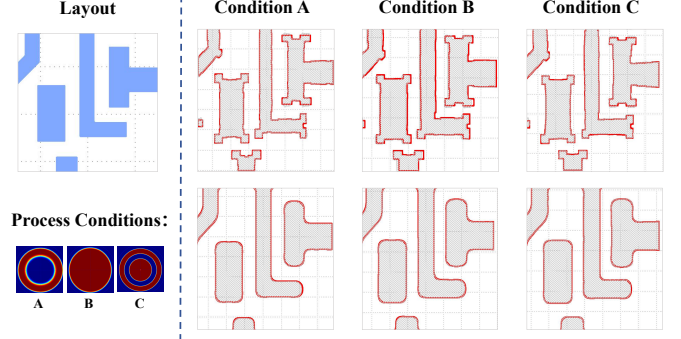 Layout
Condition A
Condition B
Condition C
Process Conditions:
A
B
C